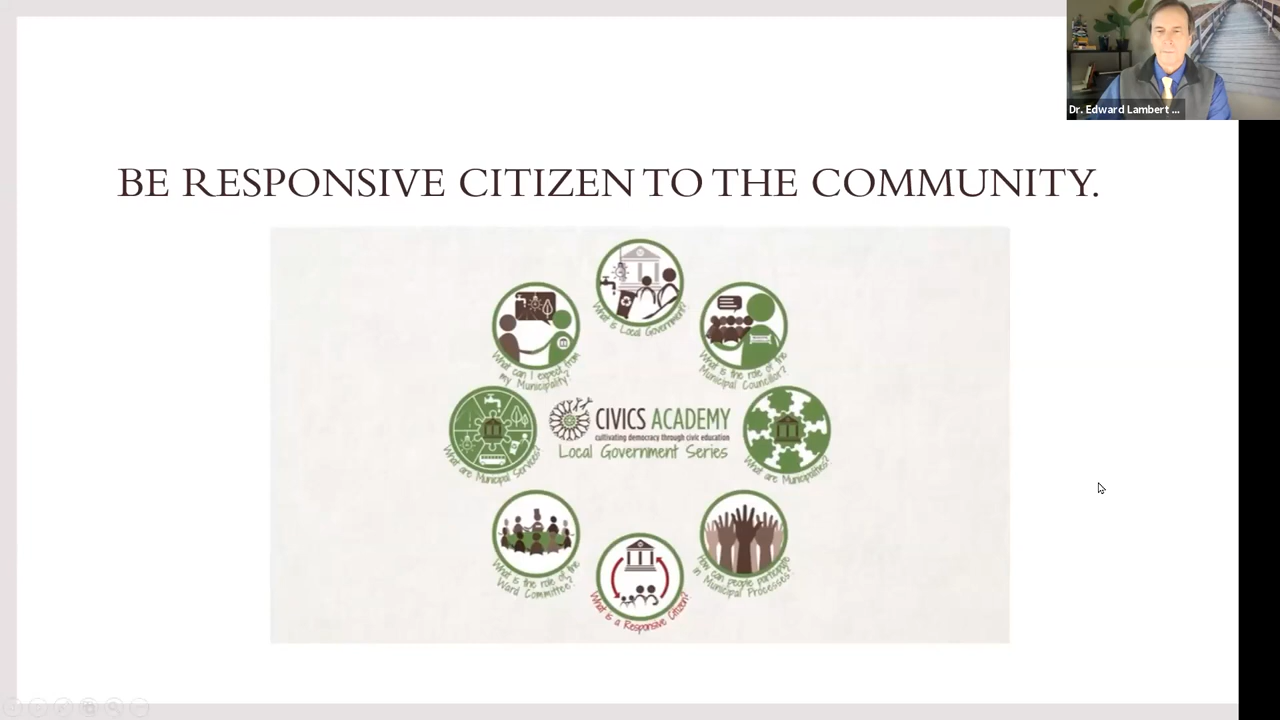 Dr. Edward Lambert ...
BE RESPONSIVE CITIZEN TO THE COMMUNITY.
What is Local Government?
What can I expect from
my Municipality?
What is the role of the
Municipal Councillor?
CIVICS ACADEMY
cultivating democracy through civic education
Local Government Series
What are Municipal Services?
What are Municipalities?
What is the role of the
Ward Committee?
How can people participate
in Municipal Processes?
What is a Responsive Citizen?